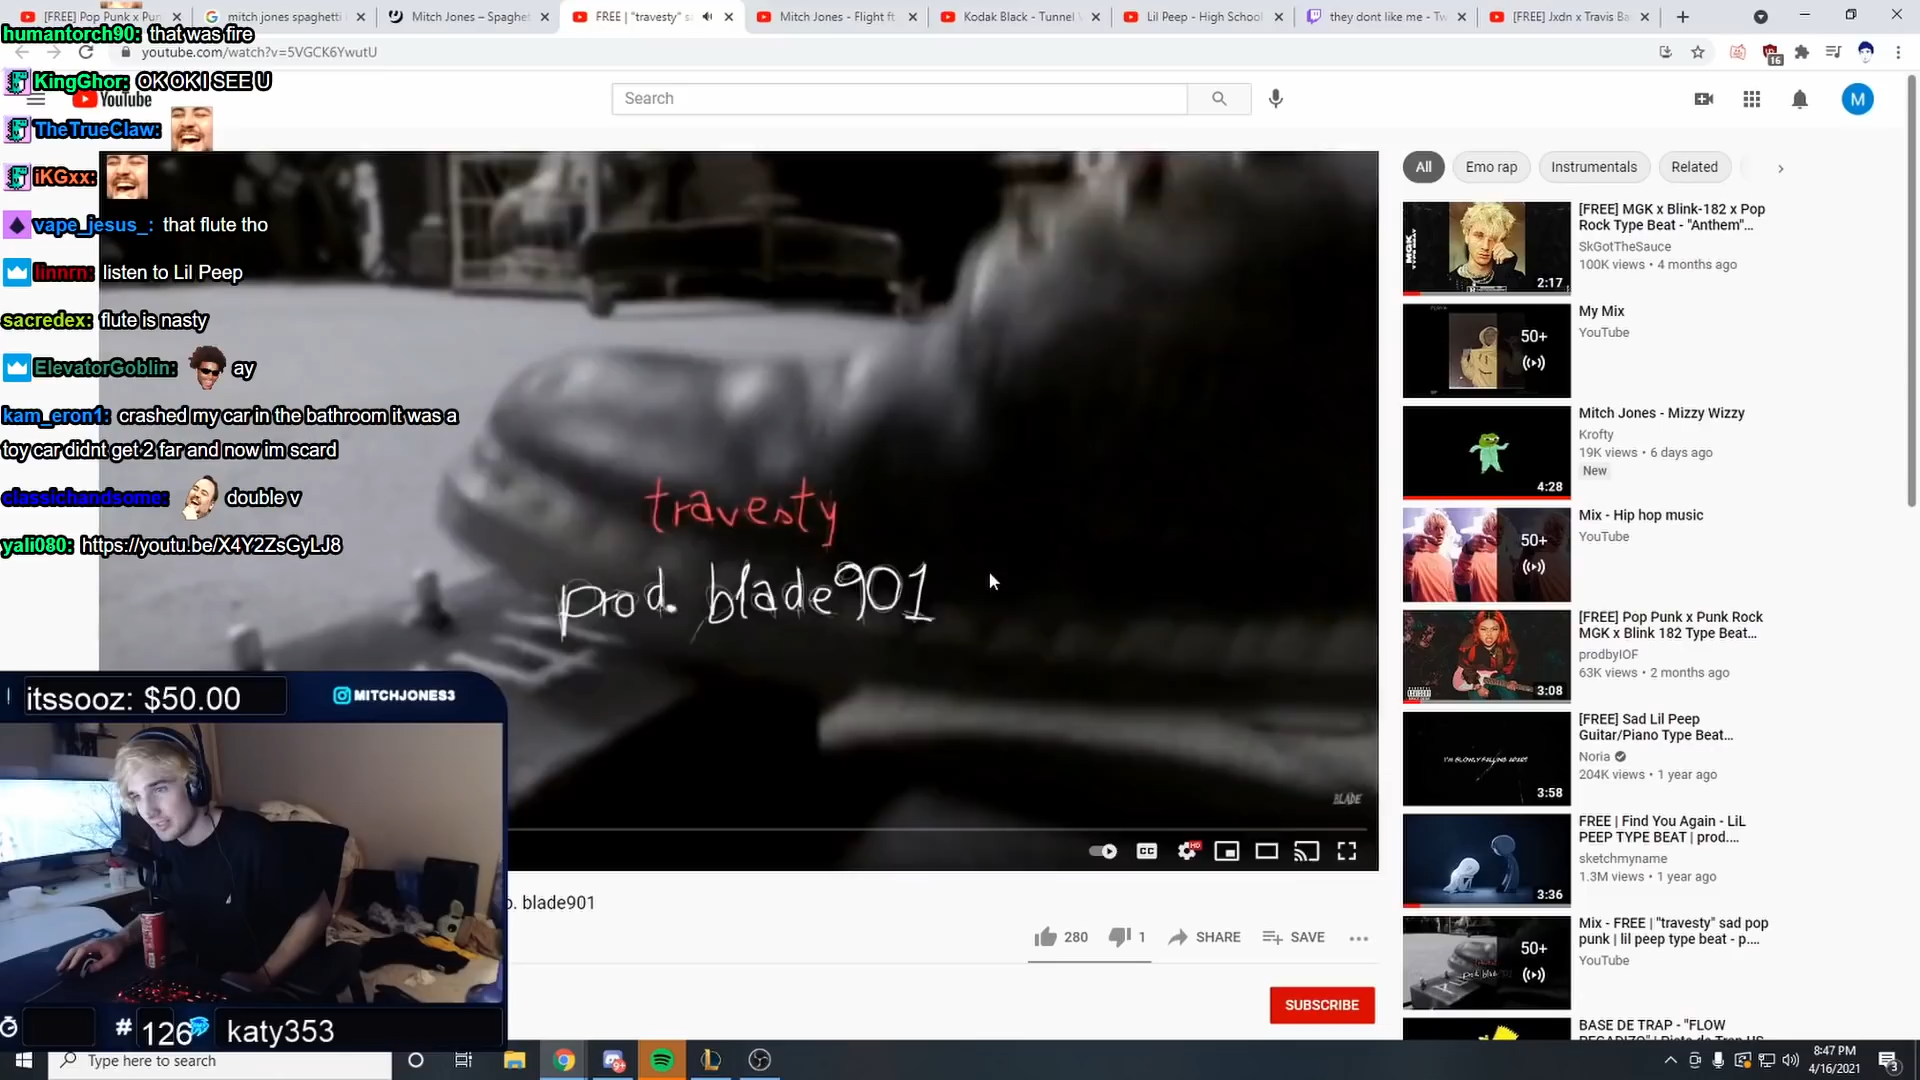 [FREE] Pop Punk x Pun
mitch jones spaghetti
Mitch Jones – Spaghet
FREE | "travesty" s
Mitch Jones - Flight ft
Kodak Black - Tunnel
Lil Peep - High School
they dont like me - Tw
[FREE] Jxdn x Travis Ba
youtube.com/watch?v=5VGCK6YwutU
16
humantorch90: that was fire
KingGhor: OK OK I SEE U
YouTube
Search
M
TheTrueClaw:
iKGxx:
vape_jesus_: that flute tho
linnrn: listen to Lil Peep
sacredex: flute is nasty
ElevatorGoblin: ay
kam_eron1: crashed my car in the bathroom it was a
toy car didnt get 2 far and now im scard
classichandsome: double v
yali080: https://youtu.be/X4Y2ZsGyLJ8
travesty
prod. blade901
BLADE
itssooz: $50.00
MITCHJONES3
CC
HD
blade901
280
1
SHARE
SAVE
SUBSCRIBE
# 126
katy353
All
Emo rap
Instrumentals
Related
[FREE] MGK x Blink-182 x Pop
Rock Type Beat - "Anthem"...
SkGotTheSauce
100K views • 4 months ago
MGK
2:17
My Mix
YouTube
50+
Mitch Jones - Mizzy Wizzy
Krofty
19K views • 6 days ago
New
4:28
Mix - Hip hop music
YouTube
50+
[FREE] Pop Punk x Punk Rock
MGK x Blink 182 Type Beat...
prodbyIOF
63K views • 2 months ago
3:08
[FREE] Sad Lil Peep
Guitar/Piano Type Beat...
Noria
204K views • 1 year ago
3:58
FREE | Find You Again - LiL
PEEP TYPE BEAT | prod....
sketchmyname
1.3M views • 1 year ago
3:36
Mix - FREE | "travesty" sad pop
punk | lil peep type beat - p....
YouTube
50+
BASE DE TRAP - "FLOW
Type here to search
9+
8:47 PM
4/16/2021
3